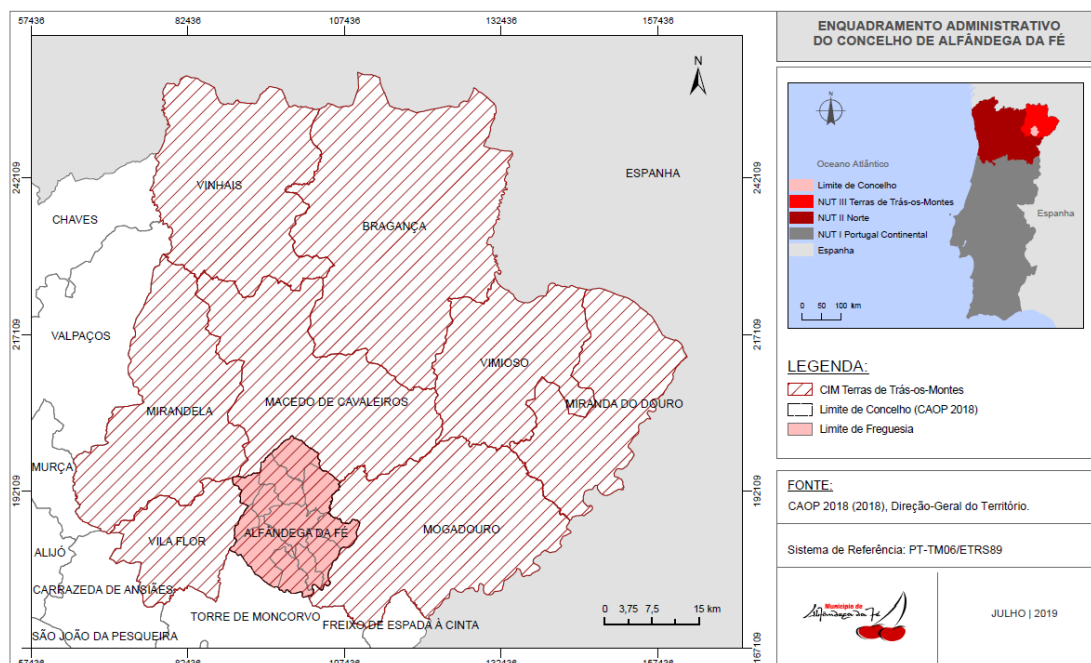 57436 82436 107436 132436 157436
242109
217109
192109
N
ESPANHA
VINHAIS
CHAVES
BRAGANÇA
VALPAÇOS
VIMIOSO
MACEDO DE CAVALEIROS
MIRANDA DO DOURO
MIRANDELA
MURÇA
MOGADOURO
ALFÂNDEGA DA FÉ
VILA FLOR
ALIJÓ
CARRAZEDA DE ANSIÃES
TORRE DE MONCORVO
FREIXO DE ESPADA À CINTA
SÃO JOÃO DA PESQUEIRA
0 3,75 7,5 15 km
242109
217109
192109
167109
57436 82436 107436 132436 157436
ENQUADRAMENTO ADMINISTRATIVO
DO CONCELHO DE ALFÂNDEGA DA FÉ
N
Oceano Atlântico
Limite de Concelho
NUT III Terras de Trás-os-Montes
NUT II Norte
Espanha
NUT I Portugal Continental
Espanha
0 50 100 km
LEGENDA:
CIM Terras de Trás-os-Montes
Limite de Concelho (CAOP 2018)
Limite de Freguesia
FONTE:
CAOP 2018 (2018), Direção-Geral do Território.
Sistema de Referência: PT-TM06/ETRS89
Município de
Alfândega da Fé
JULHO | 2019